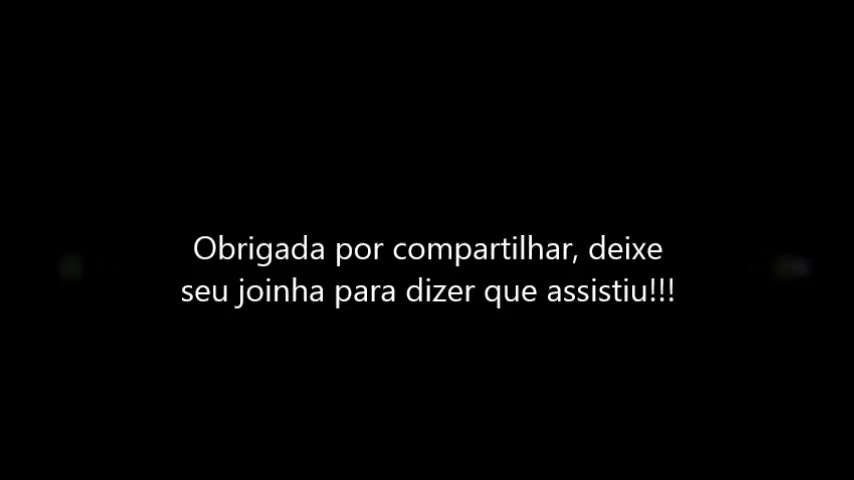 Obrigada por compartilhar, deixe
seu joinha para dizer que assistiu!!!